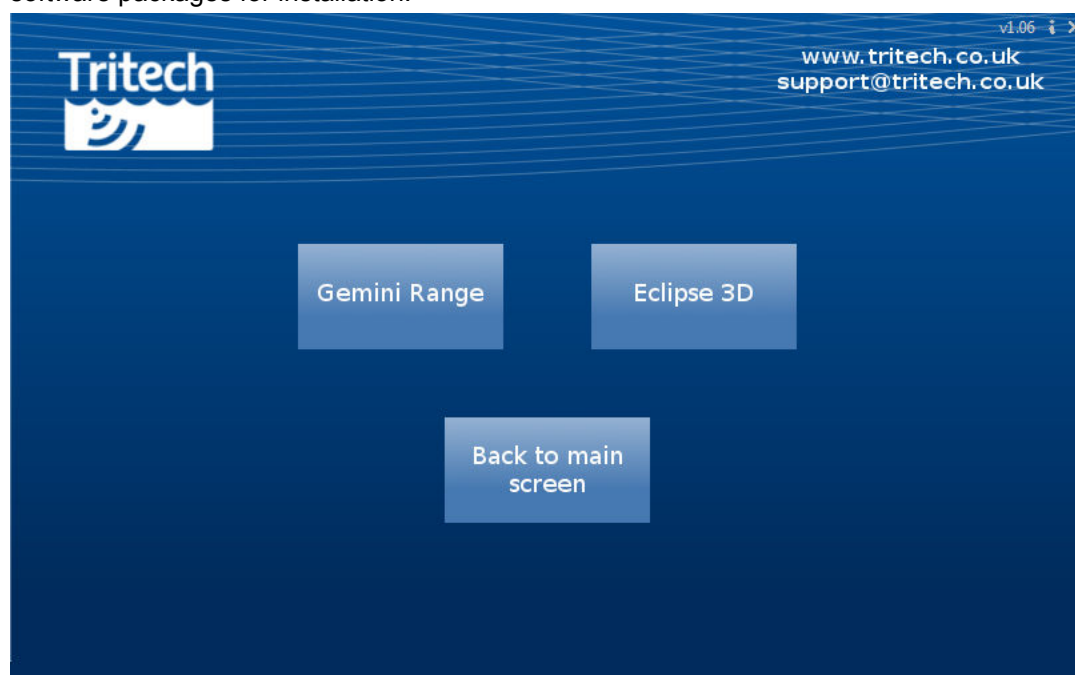 software packages for installation.
v1.06 i X
www.tritech.co.uk
support@tritech.co.uk
Tritech
Gemini Range
Eclipse 3D
Back to main
screen